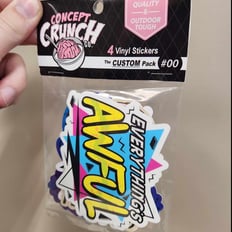 CONCEPT
CRUNCH
CO.
QUALITY
&
OUTDOOR
TOUGH
4 Vinyl Stickers
The CUSTOM Pack #00
EVERYTHING'S
AWFUL